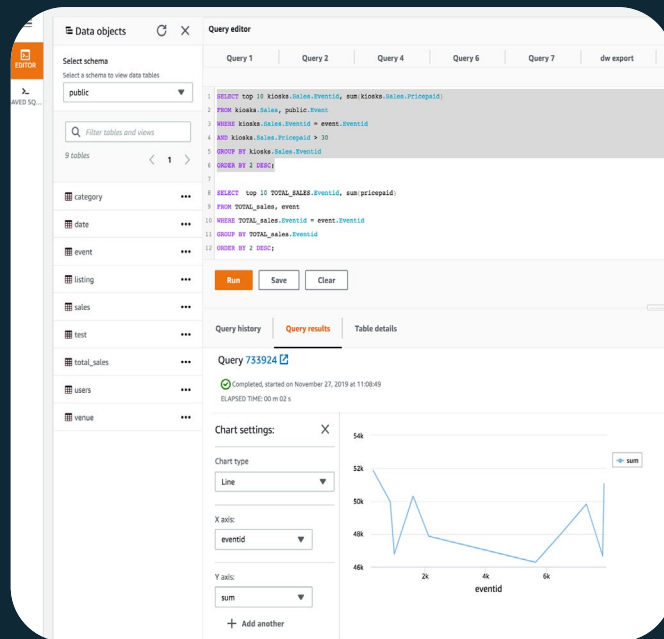 Data objects
Query editor
EDITOR
AVED SQ...
Select schema
Select a schema to view data tables
public
Filter tables and views
9 tables
1
category
date
event
listing
sales
test
total_sales
users
venue
Query 1
Query 2
Query 4
Query 6
Query 7
dw export
1 SELECT top 10 kiosks.Sales.Eventid, sum(kiosks.Sales.Pricepaid)
2 FROM kiosks.Sales, public.Event
3 WHERE kiosks.Sales.Eventid = event.Eventid
4 AND kiosks.Sales.Pricepaid > 30
5 GROUP BY kiosks.Sales.Eventid
6 ORDER BY 2 DESC;
7
8 SELECT top 10 TOTAL_SALES.Eventid, sum(pricepaid)
9 FROM TOTAL_sales, event
10 WHERE TOTAL_sales.Eventid = event.Eventid
11 GROUP BY TOTAL_sales.Eventid
12 ORDER BY 2 DESC;
Run
Save
Clear
Query history
Query results
Table details
Query 733924
Completed, started on November 27, 2019 at 11:08:49
ELAPSED TIME: 00 m 02 s
Chart settings:
Chart type
Line
X axis:
eventid
Y axis:
sum
+ Add another
54k
52k
50k
48k
46k
2k
4k
6k
eventid
sum